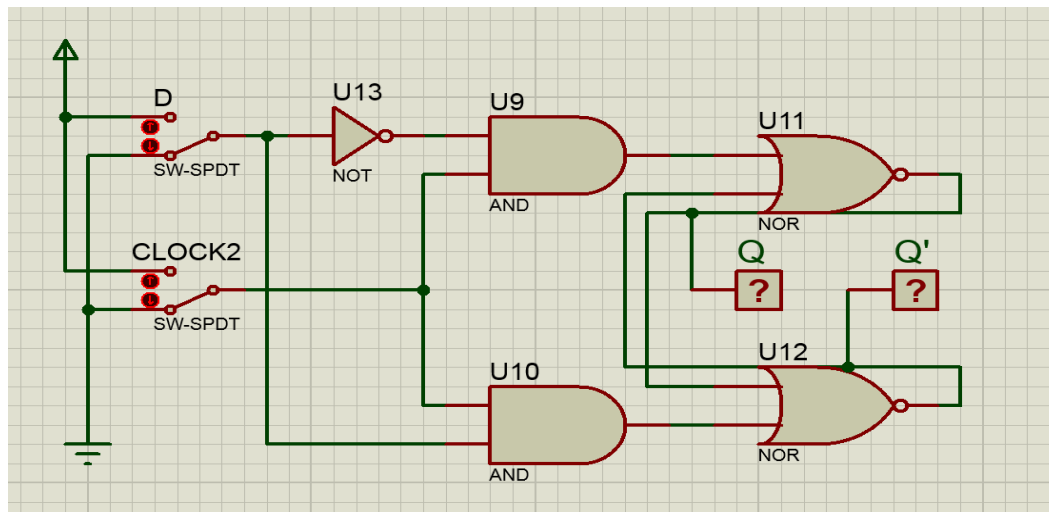 D
SW-SPDT
U13
NOT
U9
AND
U11
NOR
CLOCK2
SW-SPDT
Q
?
Q'
?
U10
AND
U12
NOR